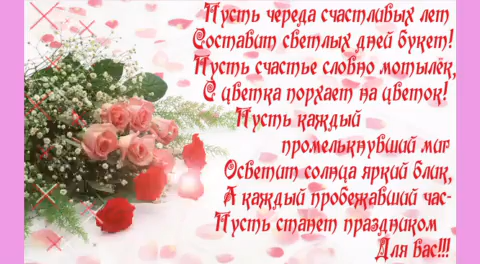 Пусть череда счастливых лет
Составит светлых дней букет!
Пусть счастье словно мотылёк,
С цветка порхает на цветок!
Пусть каждый
промелькнувший миг
Осветит солнца яркий блик,
А каждый пробежавший час-
Пусть станет праздником
Для вас!!!